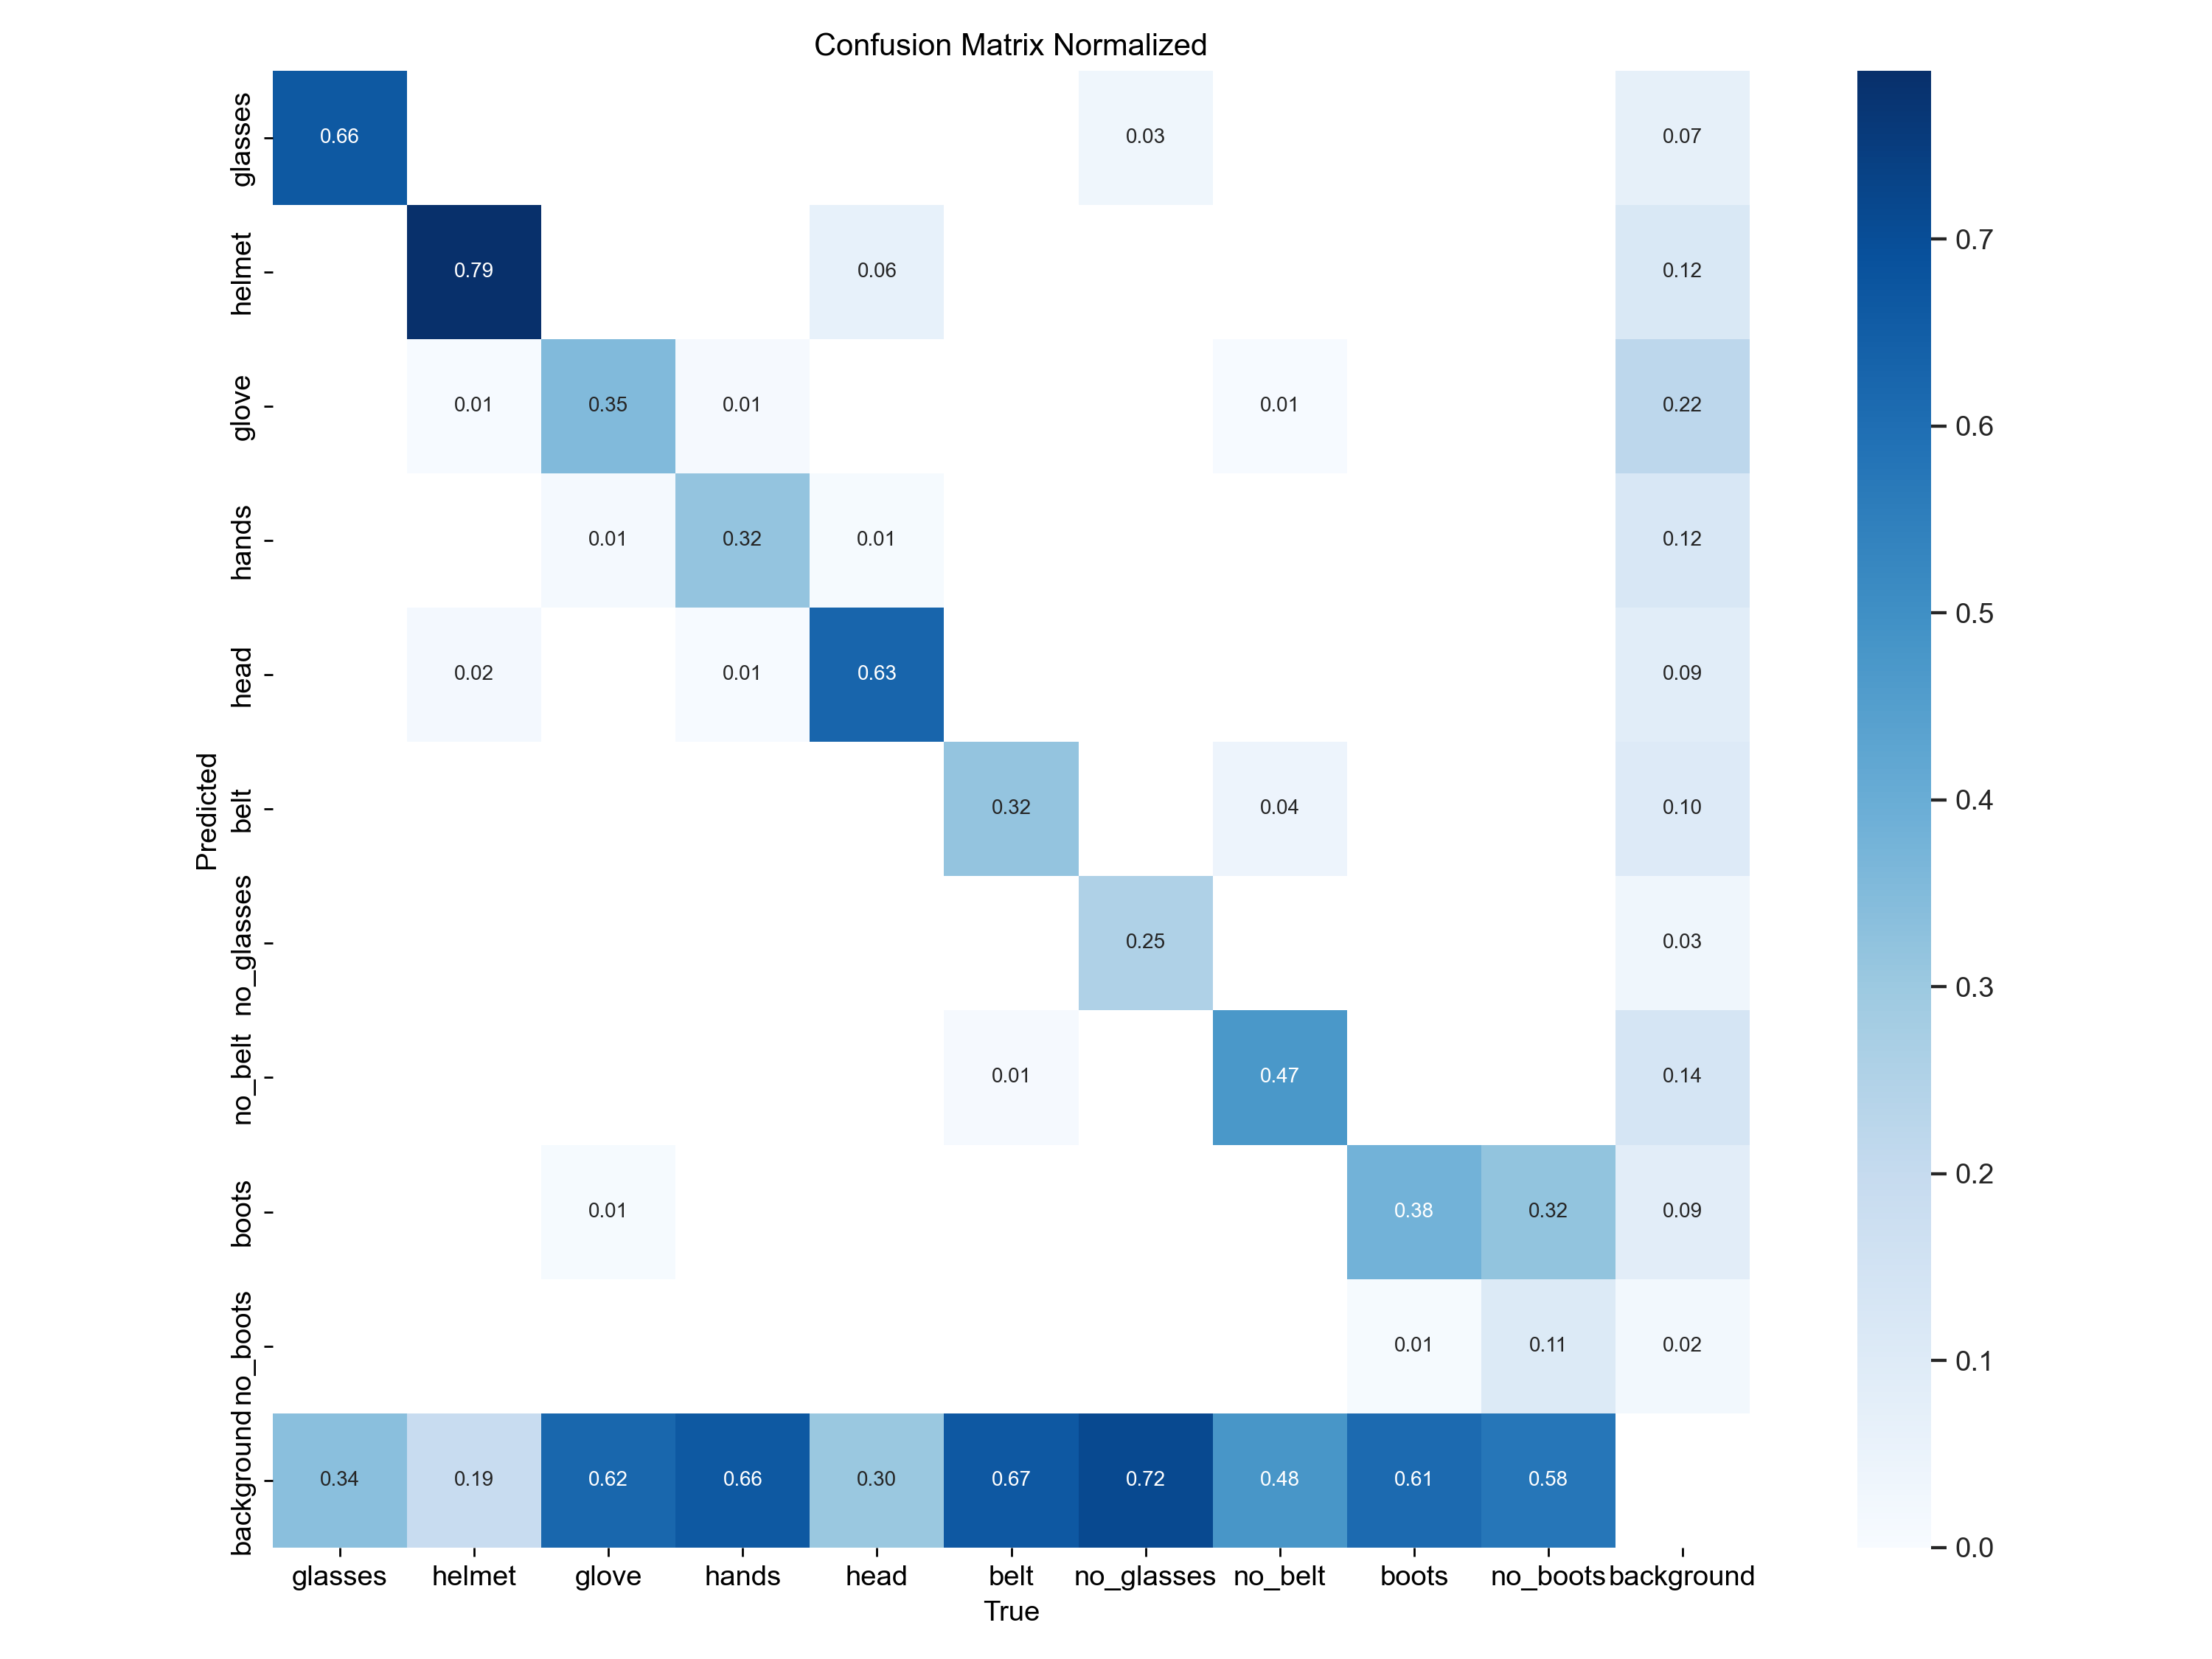 Confusion Matrix Normalized
glasses 0.66 0.03 0.07
helmet 0.79 0.06 0.12 0.7
glove 0.01 0.35 0.01 0.01 0.22 0.6
hands 0.01 0.32 0.01 0.12 0.5
head 0.02 0.01 0.63 0.09
Predicted
belt 0.32 0.04 0.10 0.4
no_glasses 0.25 0.03 0.3
no_belt 0.01 0.47 0.14
boots 0.01 0.38 0.32 0.09 0.2
no_boots 0.01 0.11 0.02 0.1
background 0.34 0.19 0.62 0.66 0.30 0.67 0.72 0.48 0.61 0.58 0.0
glasses helmet glove hands head belt no_glasses no_belt boots no_boots background
True